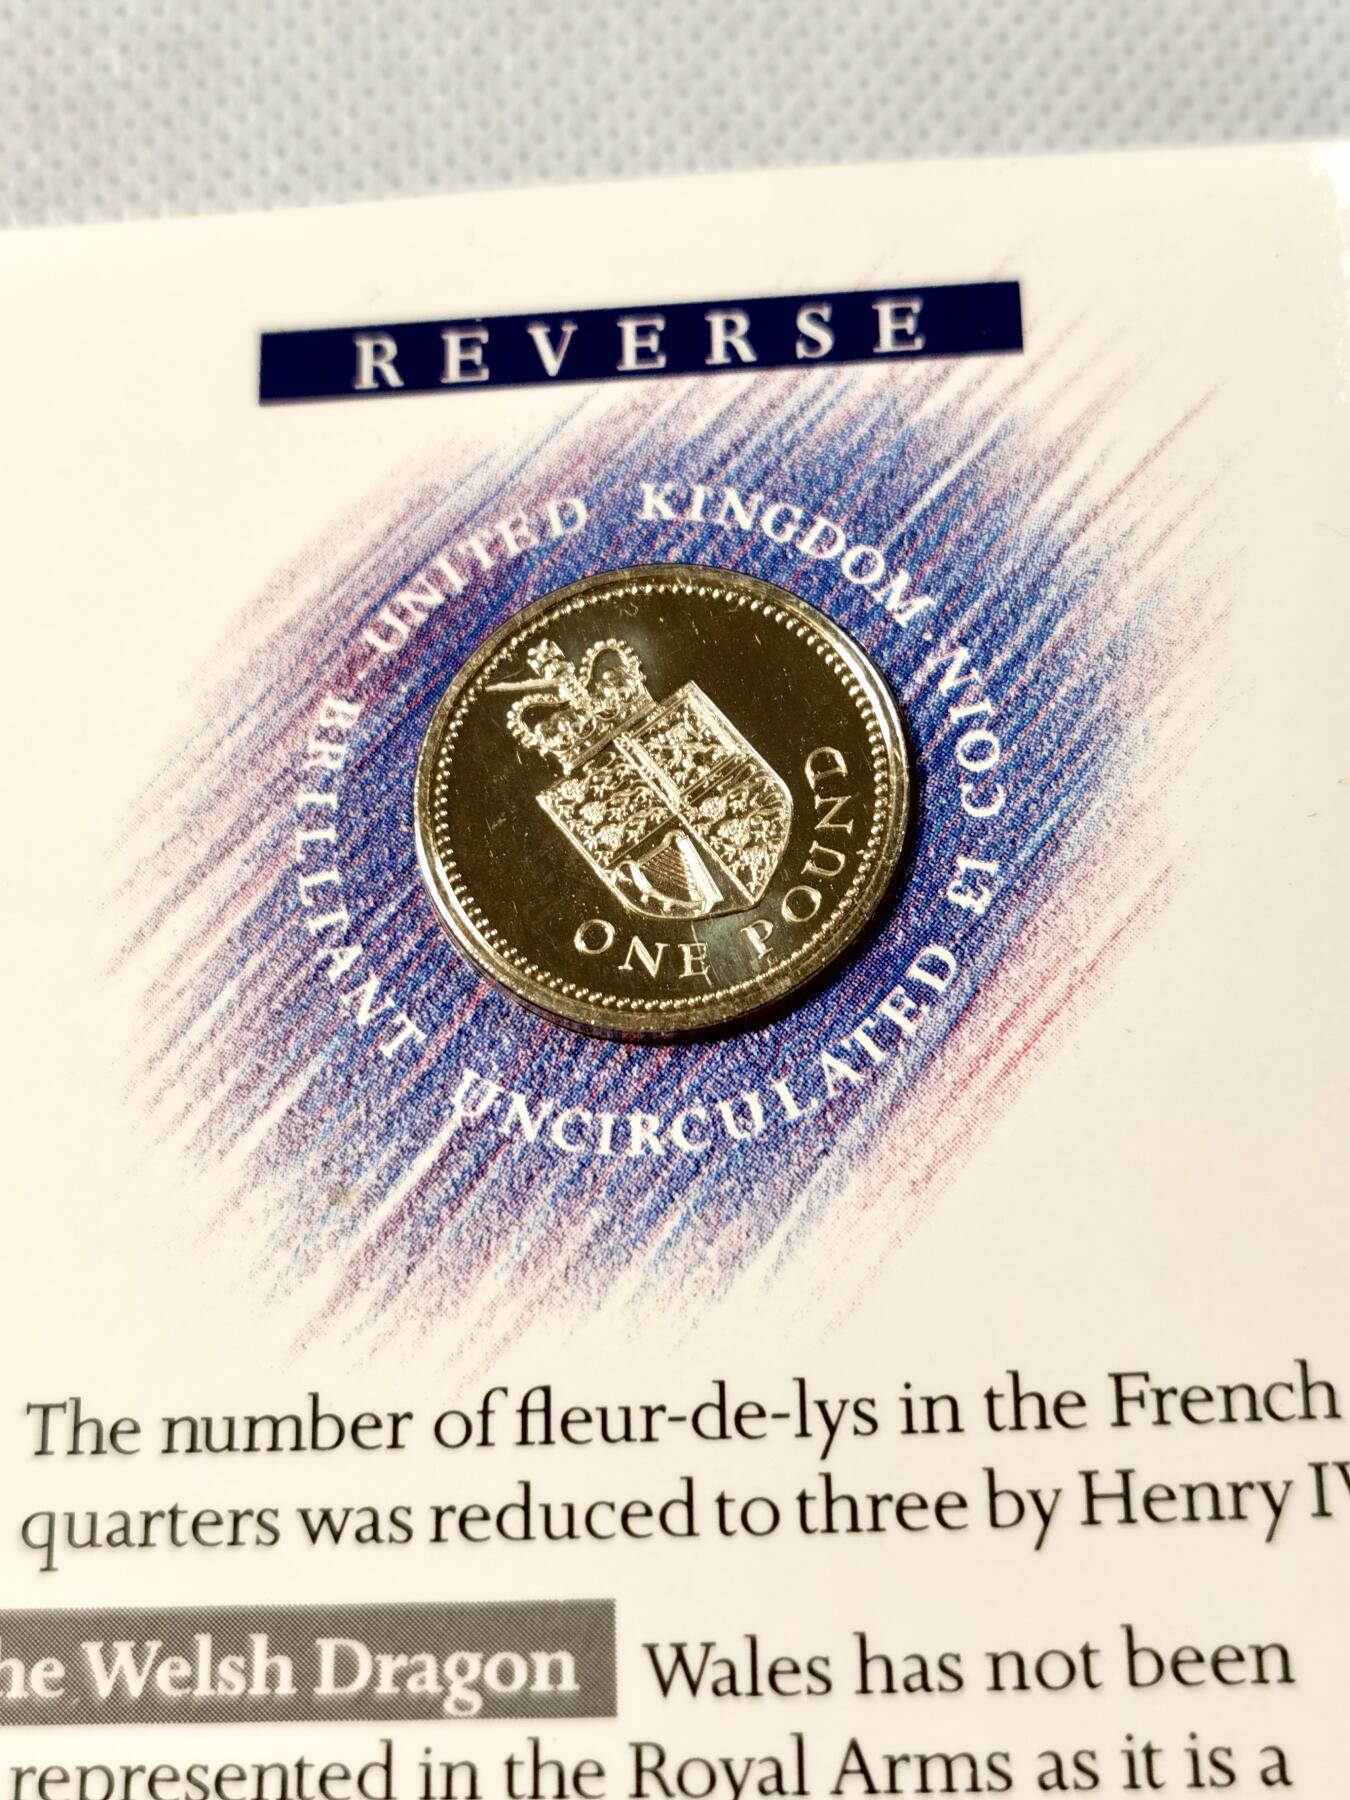 REVERSE
UNITED KINGDOM
£1 COIN
BRILLIANT UNCIRCULATED
ONE POUND
The number of fleur-de-lys in the French
quarters was reduced to three by Henry IV
he Welsh Dragon Wales has not been
represented in the Royal Arms as it is a